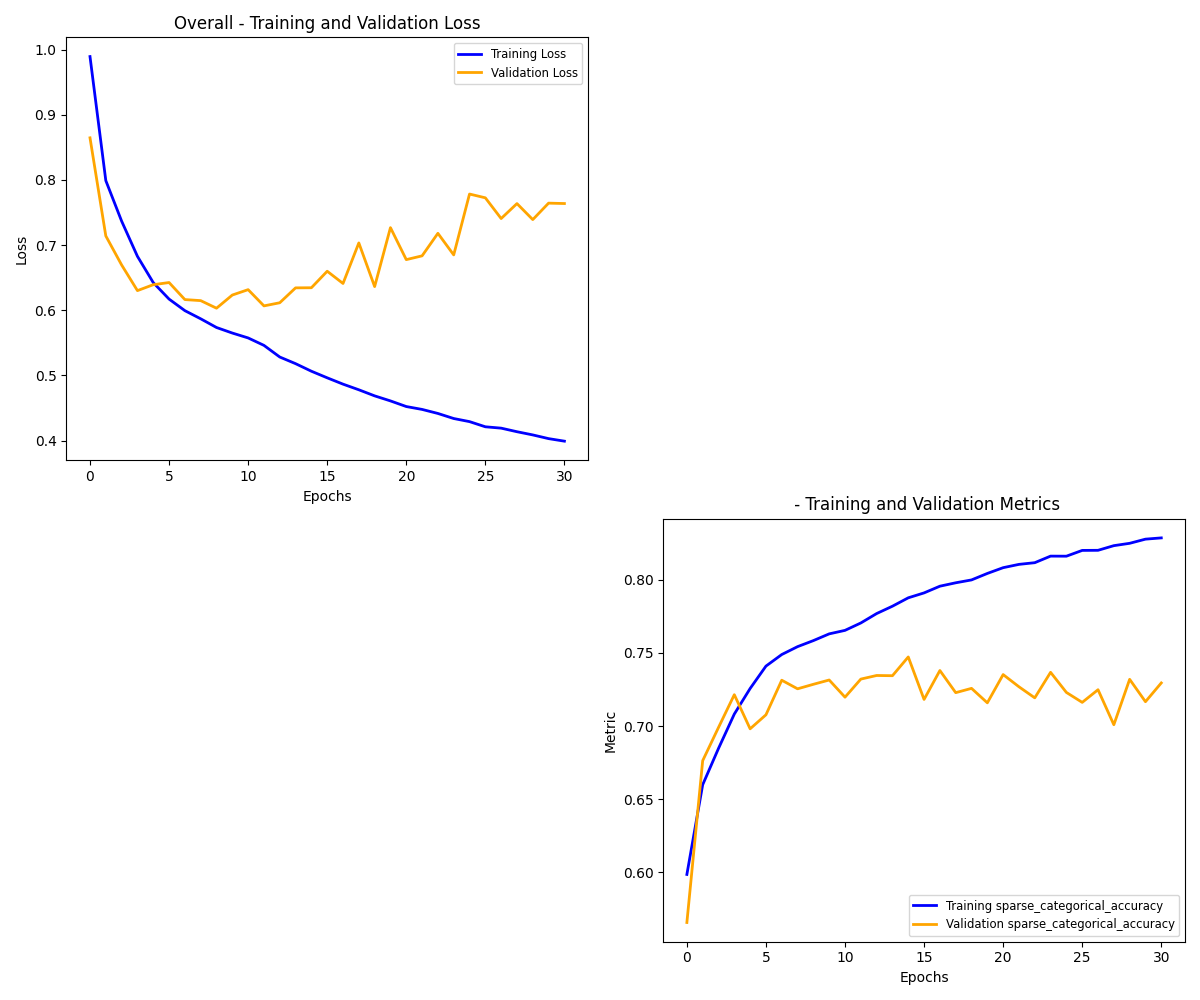 Overall - Training and Validation Loss
Training Loss
Validation Loss
1.0
0.9
0.8
0.7
0.6
0.5
0.4
Loss
0 5 10 15 20 25 30
Epochs
- Training and Validation Metrics
0.80
0.75
0.70
0.65
0.60
Metric
Training sparse_categorical_accuracy
Validation sparse_categorical_accuracy
0 5 10 15 20 25 30
Epochs